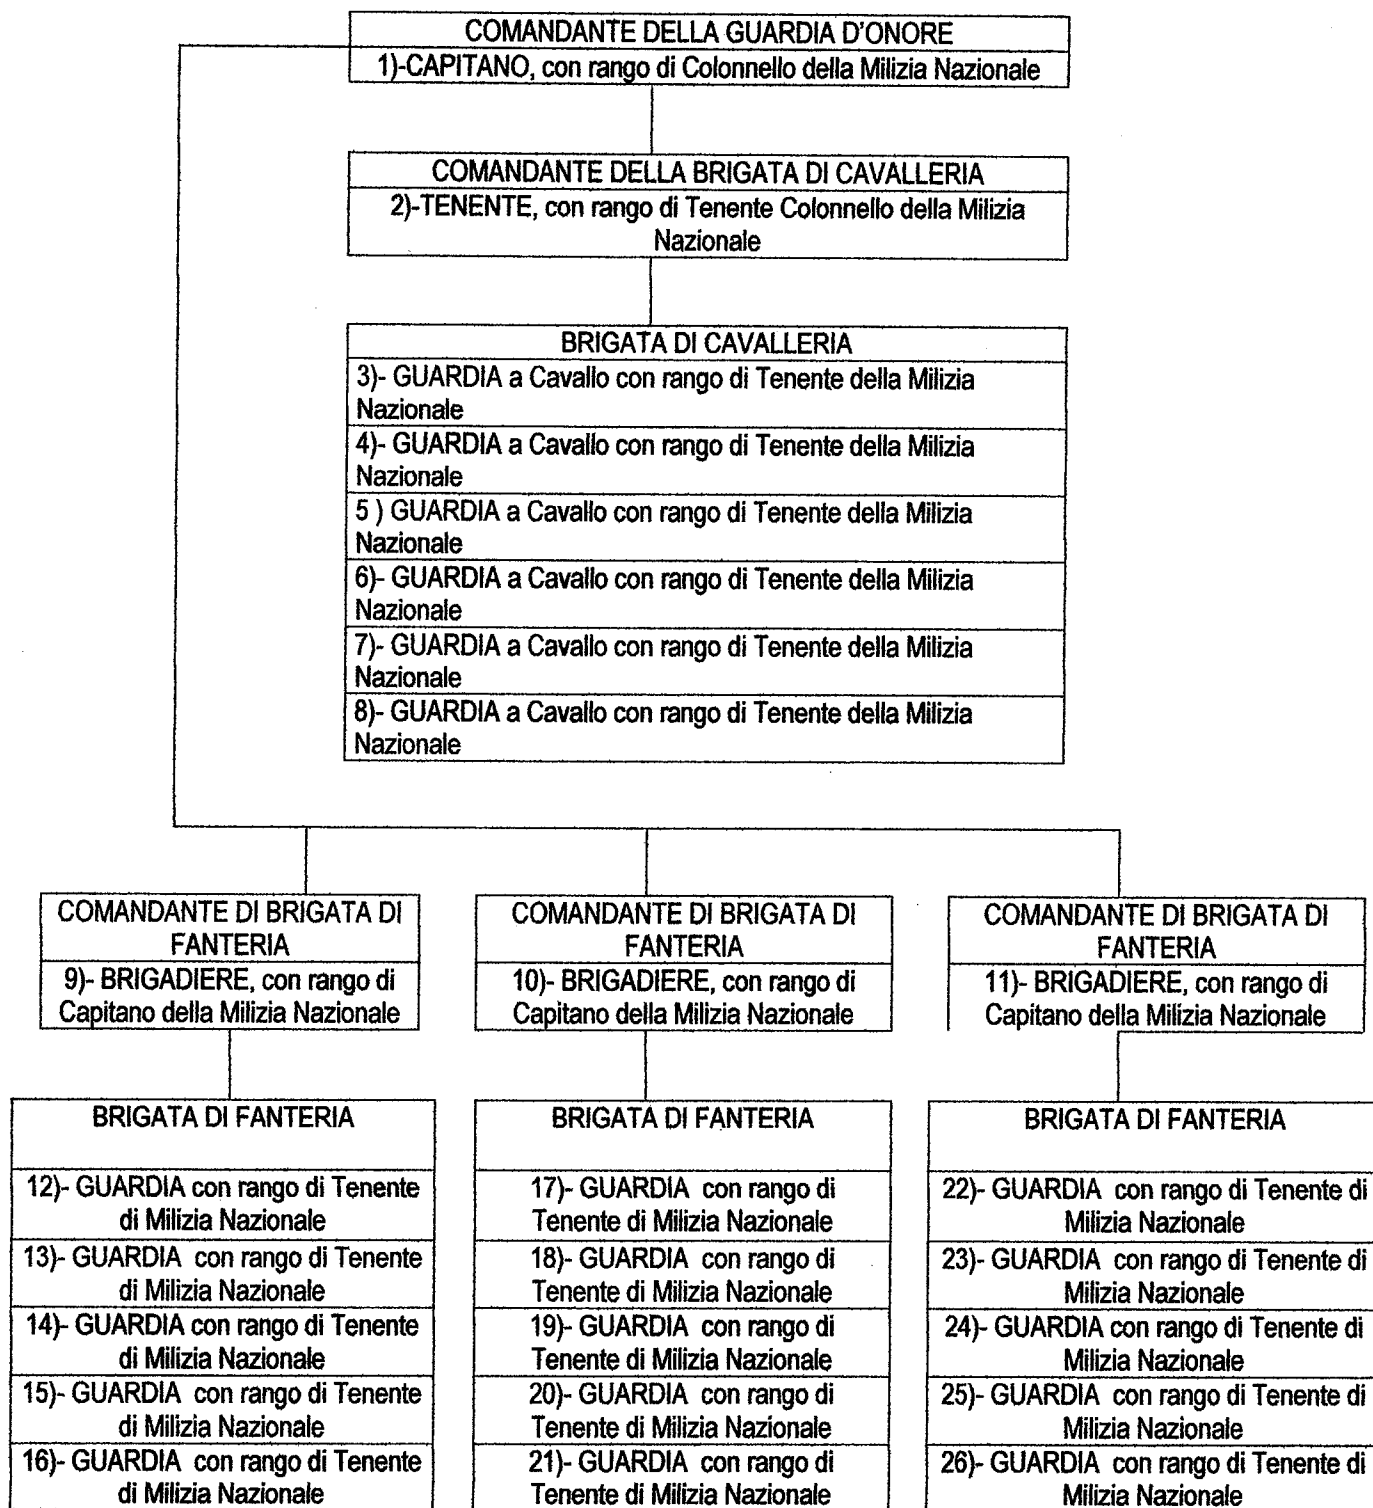 COMANDANTE DELLA GUARDIA D'ONORE
1)-CAPITANO, con rango di Colonnello della Milizia Nazionale
COMANDANTE DELLA BRIGATA DI CAVALLERIA
2)-TENENTE, con rango di Tenente Colonnello della Milizia
Nazionale
BRIGATA DI CAVALLERIA
3)- GUARDIA a Cavallo con rango di Tenente della Milizia
Nazionale
4)- GUARDIA a Cavallo con rango di Tenente della Milizia
Nazionale
5 ) GUARDIA a Cavallo con rango di Tenente della Milizia
Nazionale
6)- GUARDIA a Cavallo con rango di Tenente della Milizia
Nazionale
7)- GUARDIA a Cavallo con rango di Tenente della Milizia
Nazionale
8)- GUARDIA a Cavallo con rango di Tenente della Milizia
Nazionale
COMANDANTE DI BRIGATA DI
FANTERIA
9)- BRIGADIERE, con rango di
Capitano della Milizia Nazionale
COMANDANTE DI BRIGATA DI
FANTERIA
10)- BRIGADIERE, con rango di
Capitano della Milizia Nazionale
COMANDANTE DI BRIGATA DI
FANTERIA
11)- BRIGADIERE, con rango di
Capitano della Milizia Nazionale
BRIGATA DI FANTERIA
12)- GUARDIA con rango di Tenente
di Milizia Nazionale
13)- GUARDIA con rango di Tenente
di Milizia Nazionale
14)- GUARDIA con rango di Tenente
di Milizia Nazionale
15)- GUARDIA con rango di Tenente
di Milizia Nazionale
16)- GUARDIA con rango di Tenente
di Milizia Nazionale
BRIGATA DI FANTERIA
17)- GUARDIA con rango di
Tenente di Milizia Nazionale
18)- GUARDIA con rango di
Tenente di Milizia Nazionale
19)- GUARDIA con rango di
Tenente di Milizia Nazionale
20)- GUARDIA con rango di
Tenente di Milizia Nazionale
21)- GUARDIA con rango di
Tenente di Milizia Nazionale
BRIGATA DI FANTERIA
22)- GUARDIA con rango di Tenente di
Milizia Nazionale
23)- GUARDIA con rango di Tenente di
Milizia Nazionale
24)- GUARDIA con rango di Tenente di
Milizia Nazionale
25)- GUARDIA con rango di Tenente di
Milizia Nazionale
26)- GUARDIA con rango di Tenente di
Milizia Nazionale